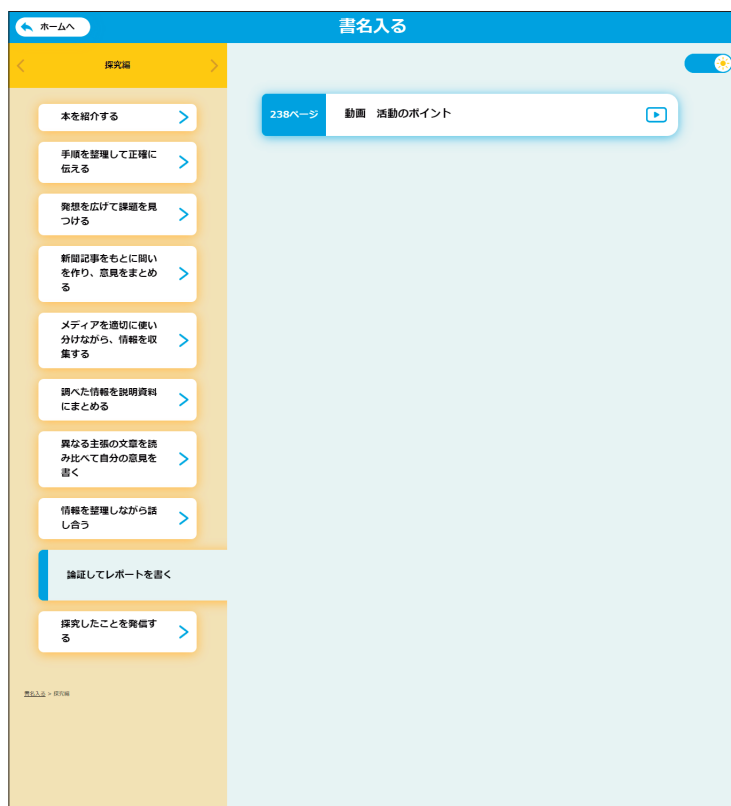 ホームへ
書名入る
探究編
本を紹介する
手順を整理して正確に
伝える
発想を広げて課題を見
つける
新聞記事をもとに問い
を作り、意見をまとめ
る
メディアを適切に使い
分けながら、情報を収
集する
調べた情報を説明資料
にまとめる
異なる主張の文章を読
み比べて自分の意見を
書く
情報を整理しながら話
し合う
論証してレポートを書く
探究したことを発信す
る
書名入る > 探究編
238ページ 動画 活動のポイント